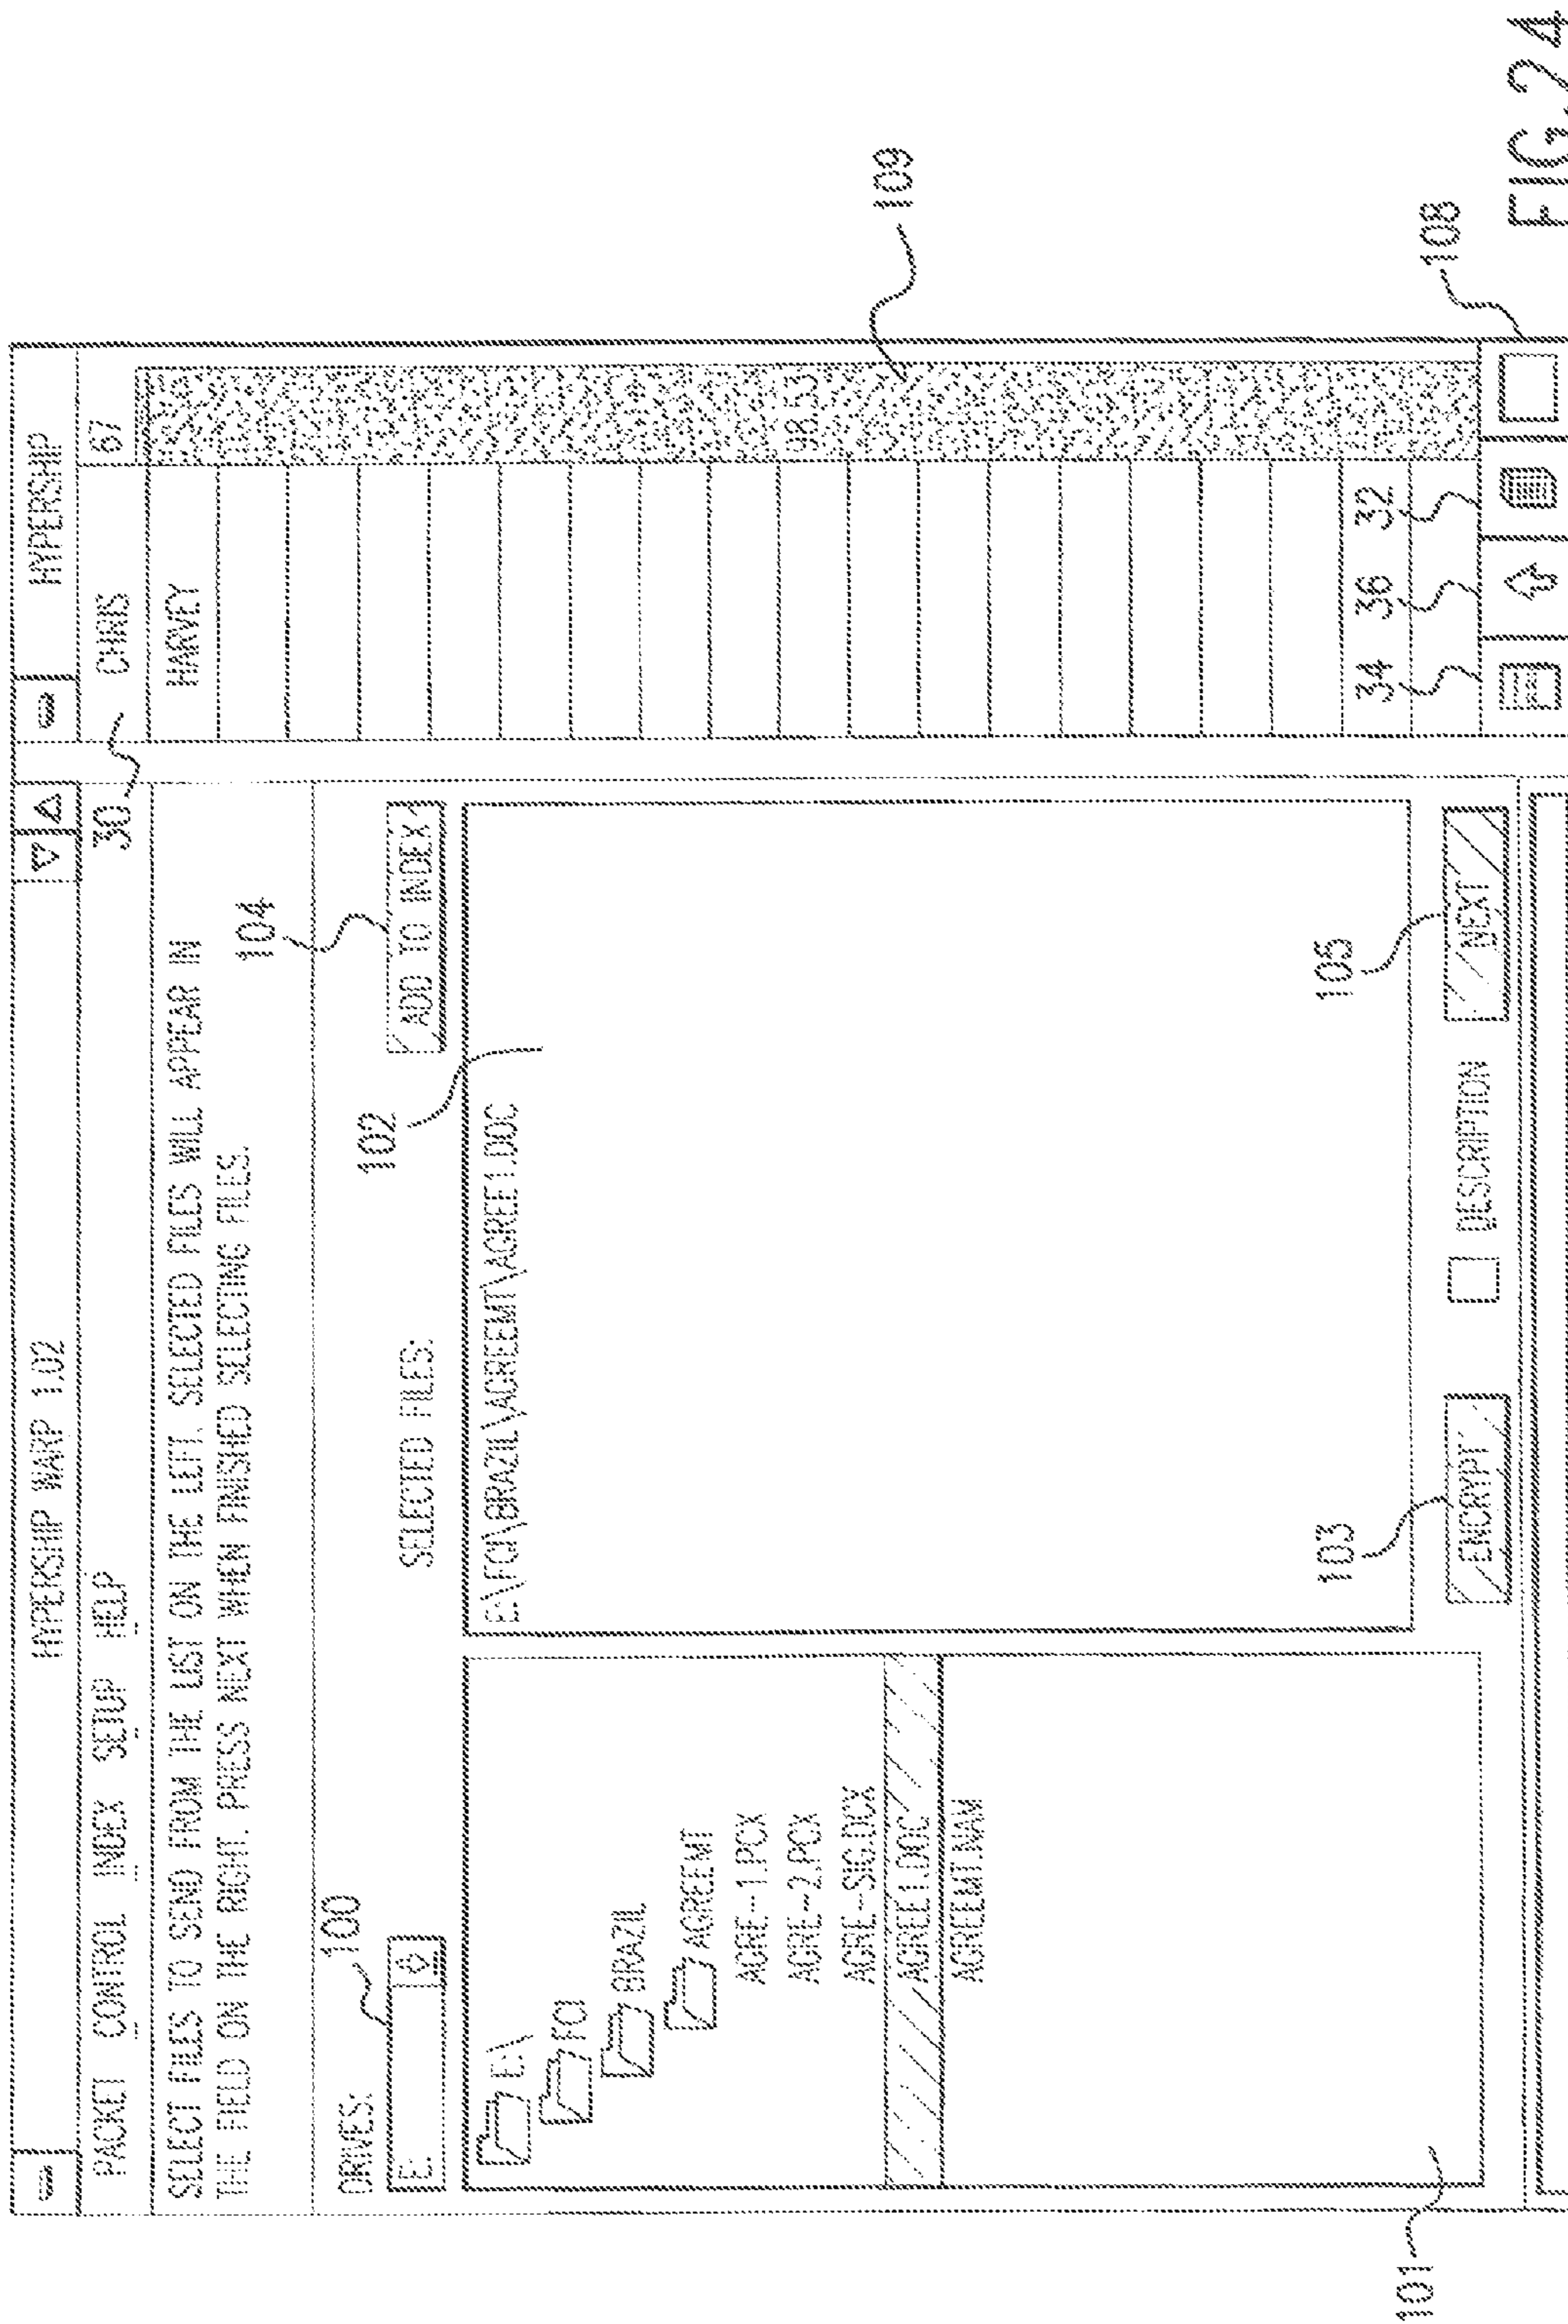 HYPERSHIP WARP 1.02
HYPERSHIP
PACKET CONTROL INDEX SETUP HELP
30
CHRIS 67
SELECT FILES TO SEND FROM THE LIST ON THE LEFT. SELECTED FILES WILL APPEAR IN
THE FIELD ON THE RIGHT. PRESS NEXT WHEN FINISHED SELECTING FILES.
HARVEY
104
100
DRIVES:
E:
SELECTED FILES:
ADD TO INDEX
102
E:\
FCI
BRAZIL
AGREEMT
AGRE--1.PCX
AGRE--2.PCX
AGRE--SIG.DCX
AGREE1.DOC
AGREEMT.NAM
E:\FCI\BRAZIL\AGREEMT\AGREE1.DOC
98.53
109
101
103
105
ENCRYPT
DESCRIPTION
NEXT
34
36
32
108
FIG.24